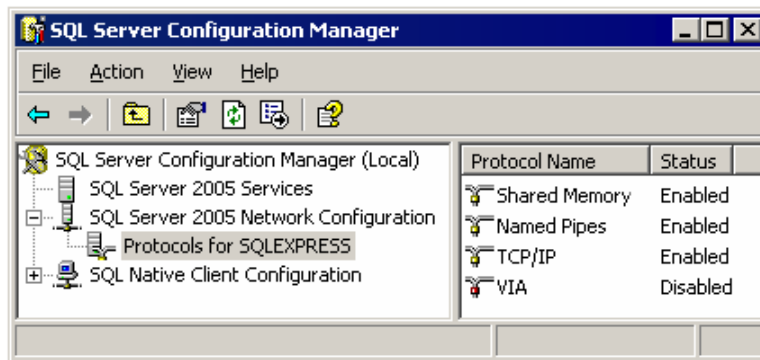 SQL Server Configuration Manager
File Action View Help
SQL Server Configuration Manager (Local)
SQL Server 2005 Services
SQL Server 2005 Network Configuration
Protocols for SQLEXPRESS
SQL Native Client Configuration
Protocol Name Status
Shared Memory Enabled
Named Pipes Enabled
TCP/IP Enabled
VIA Disabled